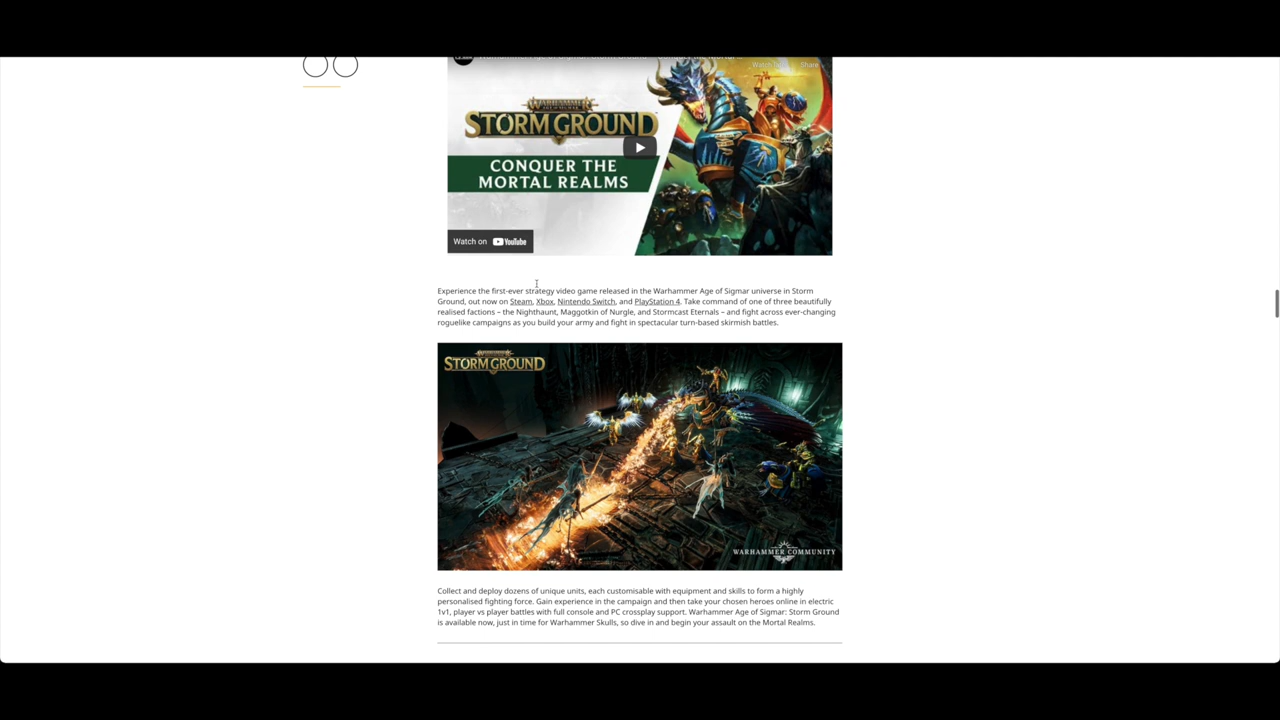 Watch later Share
WARHAMMER
STORM GROUND
CONQUER THE
MORTAL REALMS
Watch on YouTube
Experience the first-ever strategy video game released in the Warhammer Age of Sigmar universe in Storm
Ground, out now on Steam, Xbox, Nintendo Switch, and PlayStation 4. Take command of one of three beautifully
realised factions – the Nighthaunt, Maggotkin of Nurgle, and Stormcast Eternals – and fight across ever-changing
roguelike campaigns as you build your army and fight in spectacular turn-based skirmish battles.
WARHAMMER
STORM GROUND
WARHAMMER COMMUNITY
Collect and deploy dozens of unique units, each customisable with equipment and skills to form a highly
personalised fighting force. Gain experience in the campaign and then take your chosen heroes online in electric
1v1, player vs player battles with full console and PC crossplay support. Warhammer Age of Sigmar: Storm Ground
is available now, just in time for Warhammer Skulls, so dive in and begin your assault on the Mortal Realms.